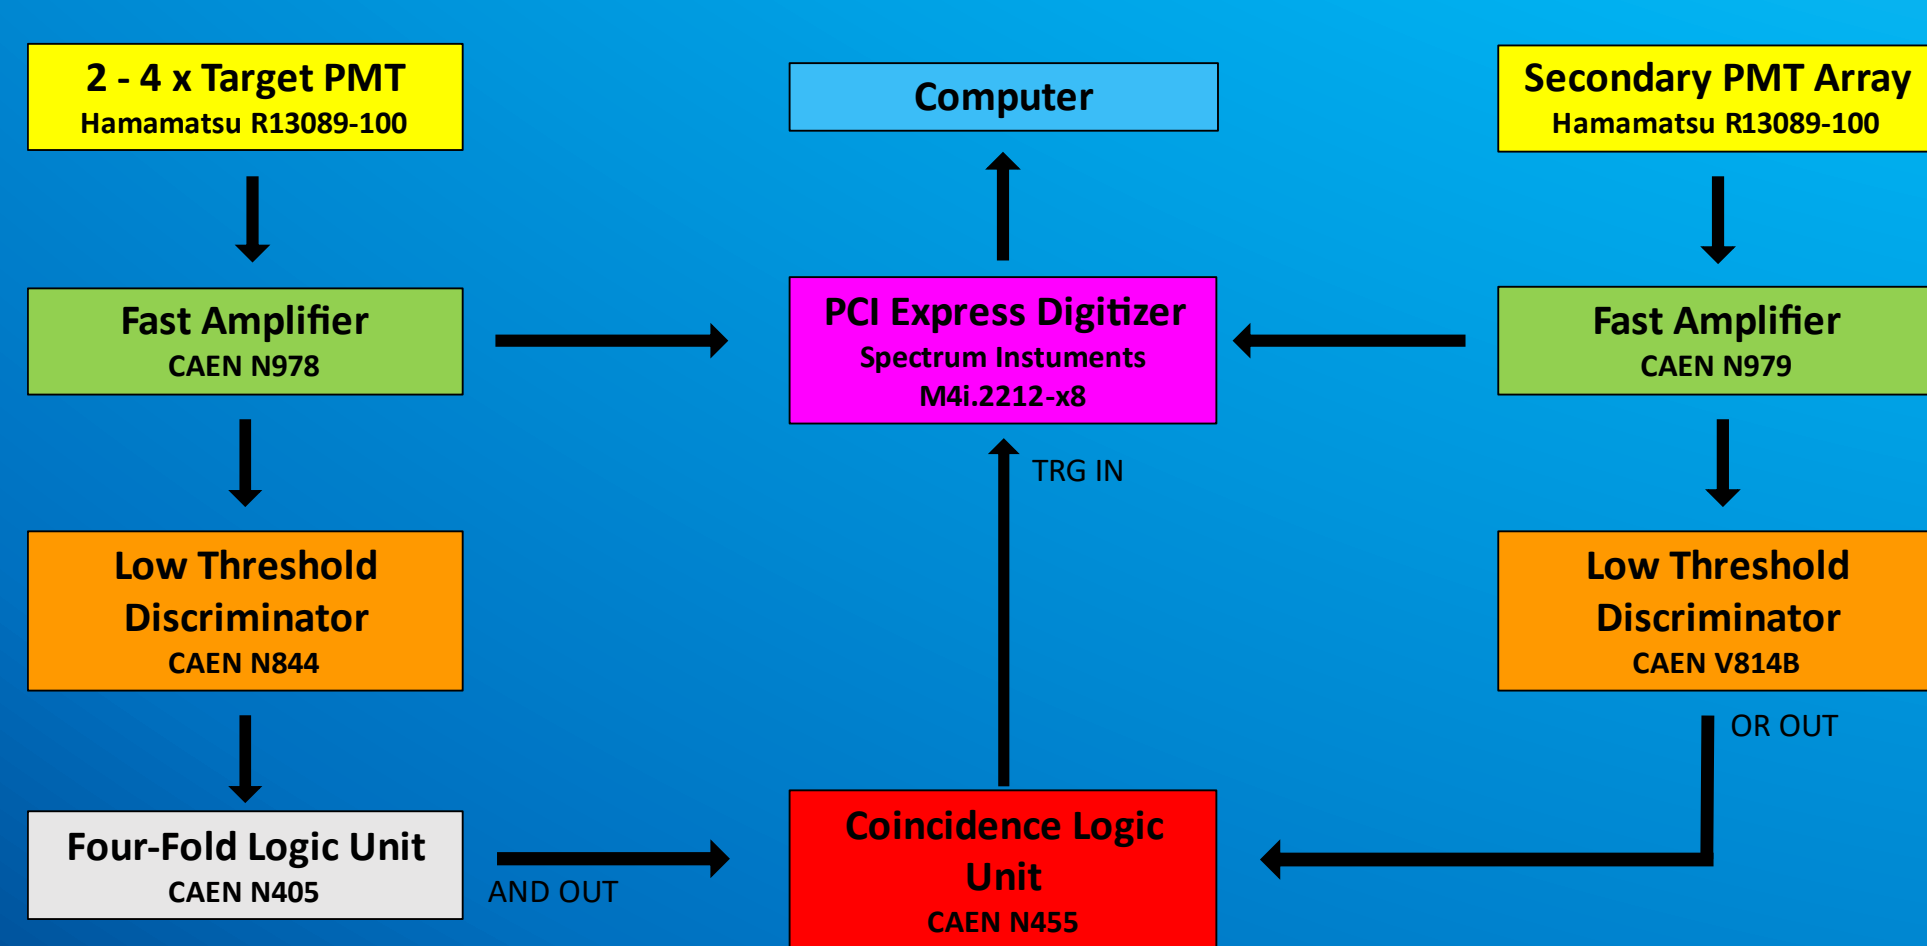 2 - 4 x Target PMT
Hamamatsu R13089-100
Computer
Secondary PMT Array
Hamamatsu R13089-100
Fast Amplifier
CAEN N978
PCI Express Digitizer
Spectrum Instuments
M4i.2212-x8
Fast Amplifier
CAEN N979
TRG IN
Low Threshold
Discriminator
CAEN N844
Low Threshold
Discriminator
CAEN V814B
OR OUT
Four-Fold Logic Unit
CAEN N405
AND OUT
Coincidence Logic
Unit
CAEN N455